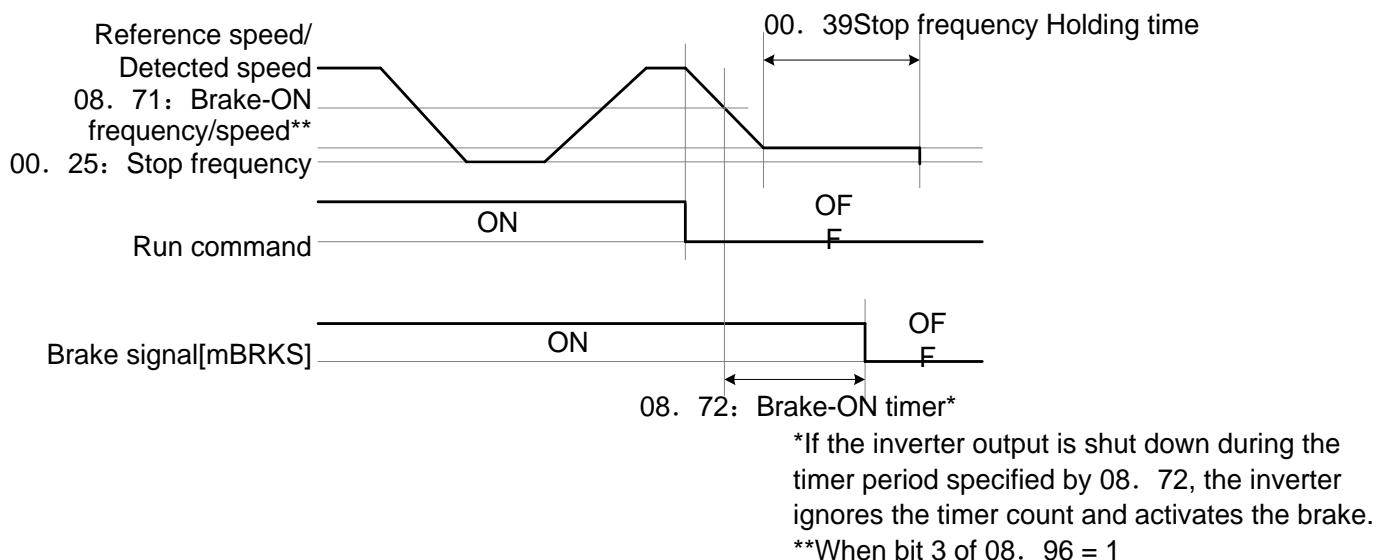 00．39Stop frequency Holding time
Reference speed/
Detected speed
08．71：Brake-ON
frequency/speed**
00．25：Stop frequency
ON
OF
F
Run command
ON
OF
F
Brake signal[mBRKS]
08．72：Brake-ON timer*
*If the inverter output is shut down during the
timer period specified by 08．72, the inverter
ignores the timer count and activates the brake.
**When bit 3 of 08．96 = 1